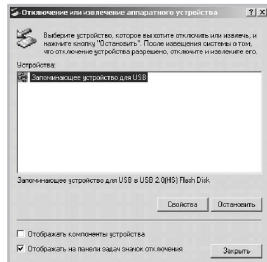 Отключение или извлечение аппаратного устройства
Выберите устройство, которое вы хотите отключить или извлечь, и
нажмите кнопку "Остановить". После извещения системы о том,
что отключение устройства разрешено, отключите и извлеките его.
Устройства:
Запоминающее устройство для USB
Запоминающее устройство для USB в USB 2.0(HS) Flash Disk
Свойства
Остановить
Отображать компоненты устройства
Отображать на панели задач значок отключения
Закрыть